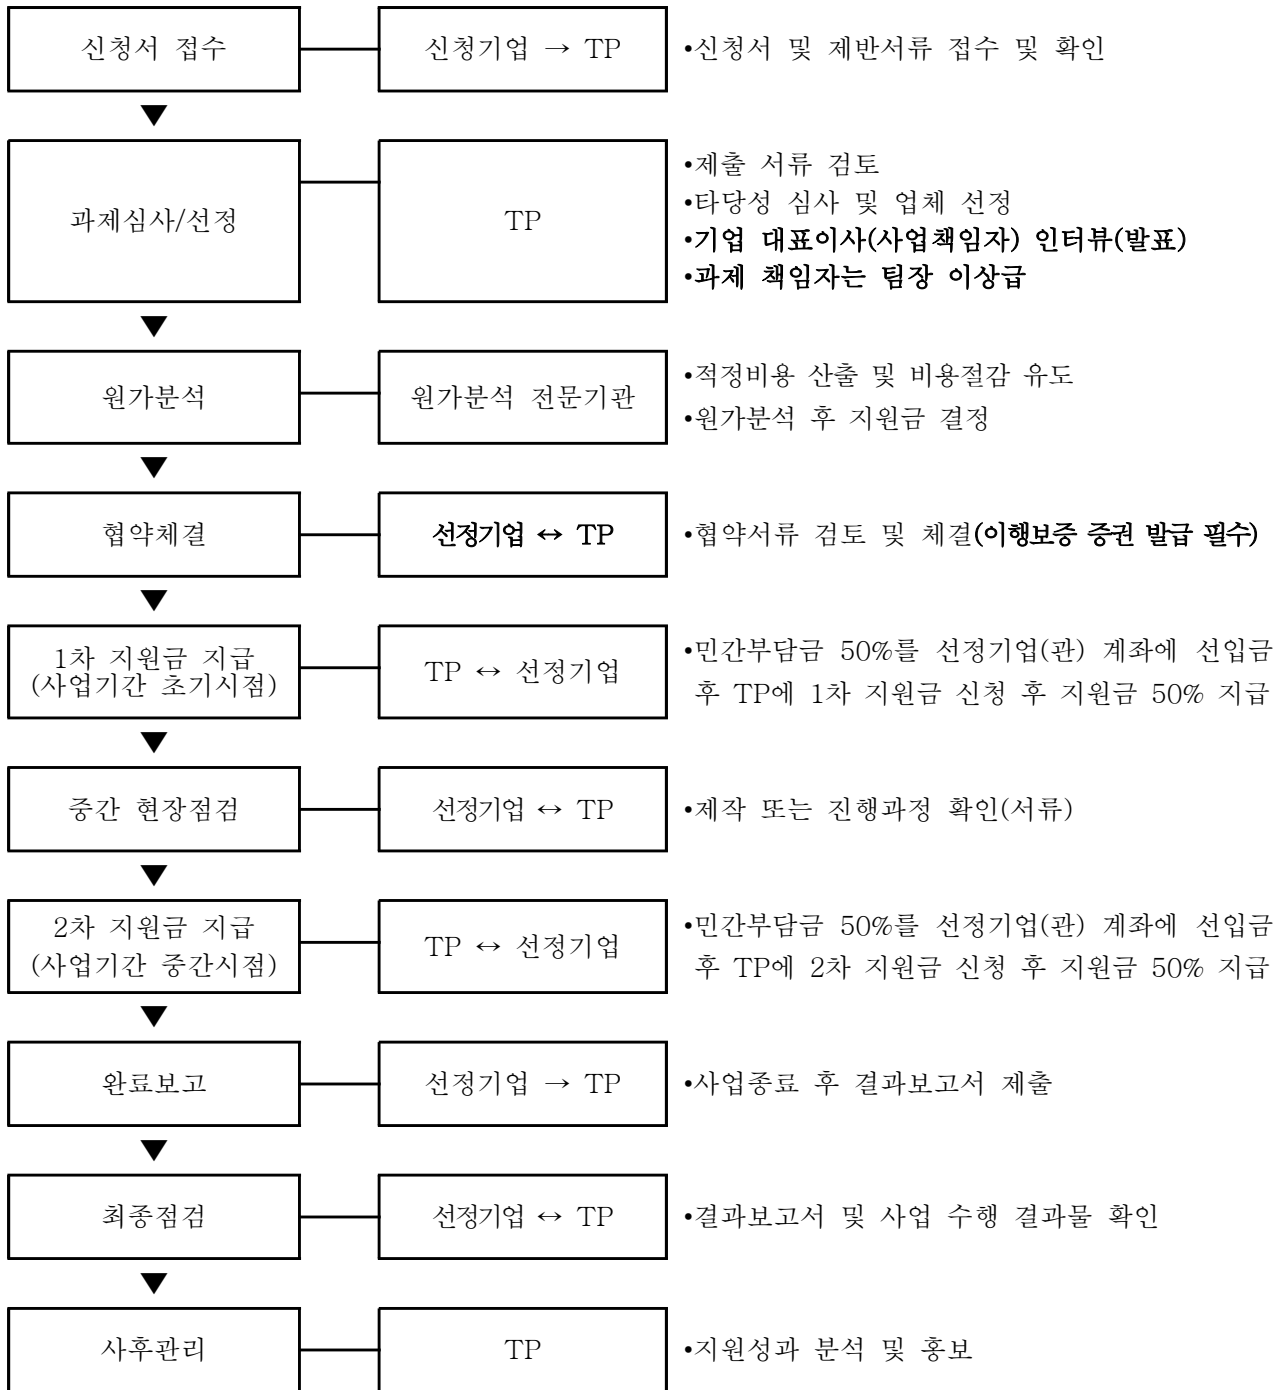 신청서 접수
신청기업 → TP
•신청서 및 제반서류 접수 및 확인
▼
과제심사/선정
TP
•제출 서류 검토
•타당성 심사 및 업체 선정
•기업 대표이사(사업책임자) 인터뷰(발표)
•과제 책임자는 팀장 이상급
▼
원가분석
원가분석 전문기관
•적정비용 산출 및 비용절감 유도
•원가분석 후 지원금 결정
▼
협약체결
선정기업 ↔ TP
•협약서류 검토 및 체결(이행보증 증권 발급 필수)
▼
1차 지원금 지급
(사업기간 초기시점)
TP ↔ 선정기업
•민간부담금 50%를 선정기업(관) 계좌에 선입금
후 TP에 1차 지원금 신청 후 지원금 50% 지급
▼
중간 현장점검
선정기업 ↔ TP
•제작 또는 진행과정 확인(서류)
▼
2차 지원금 지급
(사업기간 중간시점)
TP ↔ 선정기업
•민간부담금 50%를 선정기업(관) 계좌에 선입금
후 TP에 2차 지원금 신청 후 지원금 50% 지급
▼
완료보고
선정기업 → TP
•사업종료 후 결과보고서 제출
▼
최종점검
선정기업 ↔ TP
•결과보고서 및 사업 수행 결과물 확인
▼
사후관리
TP
•지원성과 분석 및 홍보